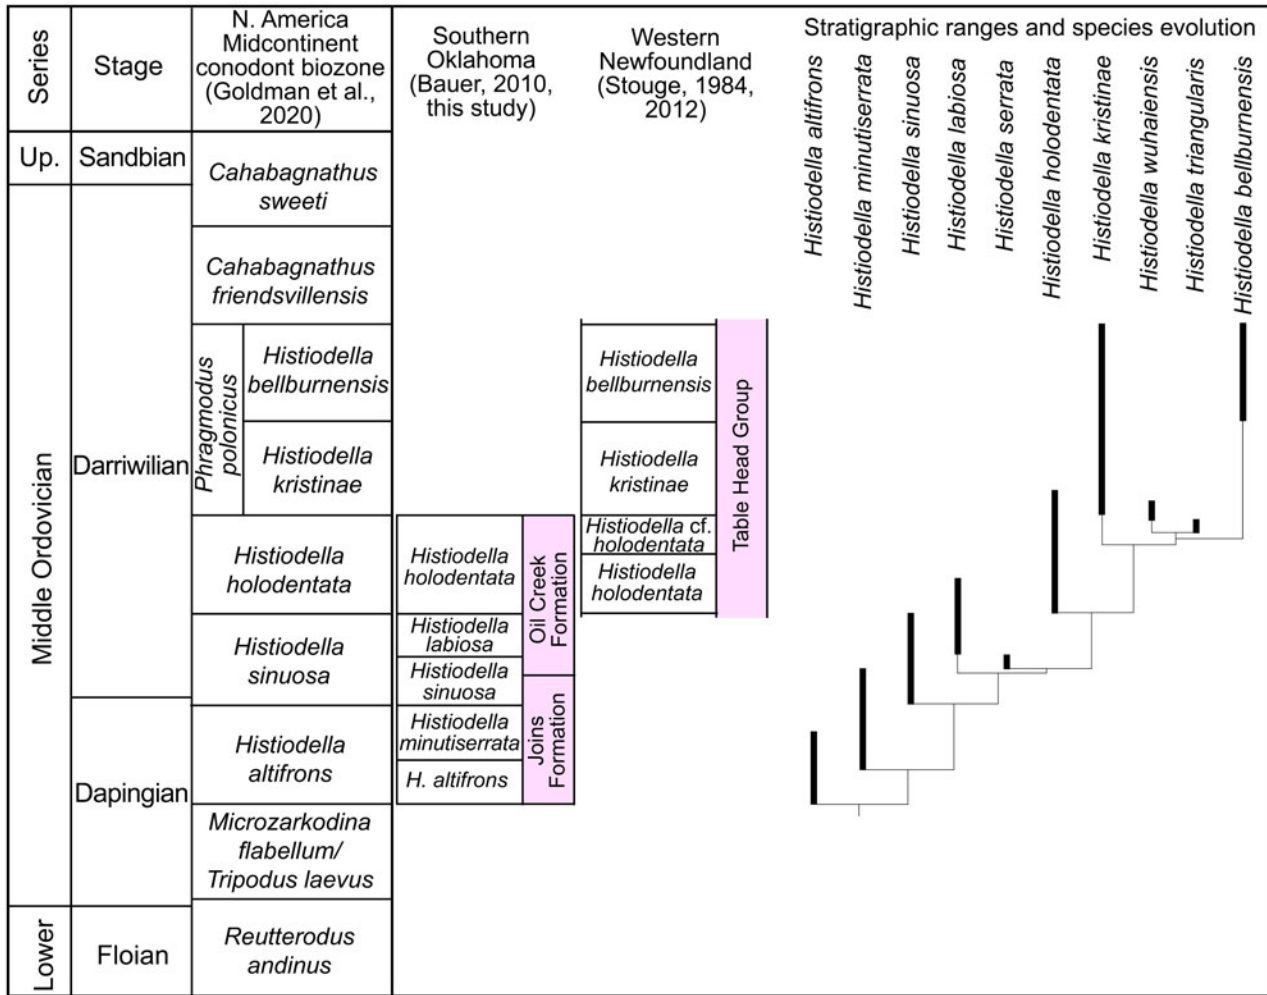 Series
Stage
N. America
Midcontinent
conodont biozone
(Goldman et al.,
2020)
Southern
Oklahoma
(Bauer, 2010,
this study)
Western
Newfoundland
(Stouge, 1984,
2012)
Stratigraphic ranges and species evolution
Histiodella altifrons
Histiodella minutiserrata
Histiodella sinuosa
Histiodella labiosa
Histiodella serrata
Histiodella holodentata
Histiodella kristinae
Histiodella wuhaiensis
Histiodella triangularis
Histiodella bellburnensis
Up.
Sandbian
Cahabagnathus
sweeti
Middle Ordovician
Darriwilian
Cahabagnathus
friendsvillensis
Phragmodus
polonicus
Histiodella
bellburnensis
Histiodella
kristinae
Histiodella
holodentata
Histiodella
sinuosa
Dapingian
Histiodella
altifrons
Microzarkodina
flabellum/
Tripodus laevus
Lower
Floian
Reutterodus
andinus
Histiodella
holodentata
Histiodella
labiosa
Histiodella
sinuosa
Histiodella
minutiserrata
H. altifrons
Oil Creek
Formation
Joins
Formation
Histiodella
bellburnensis
Histiodella
kristinae
Histiodella cf.
holodentata
Histiodella
holodentata
Table Head Group